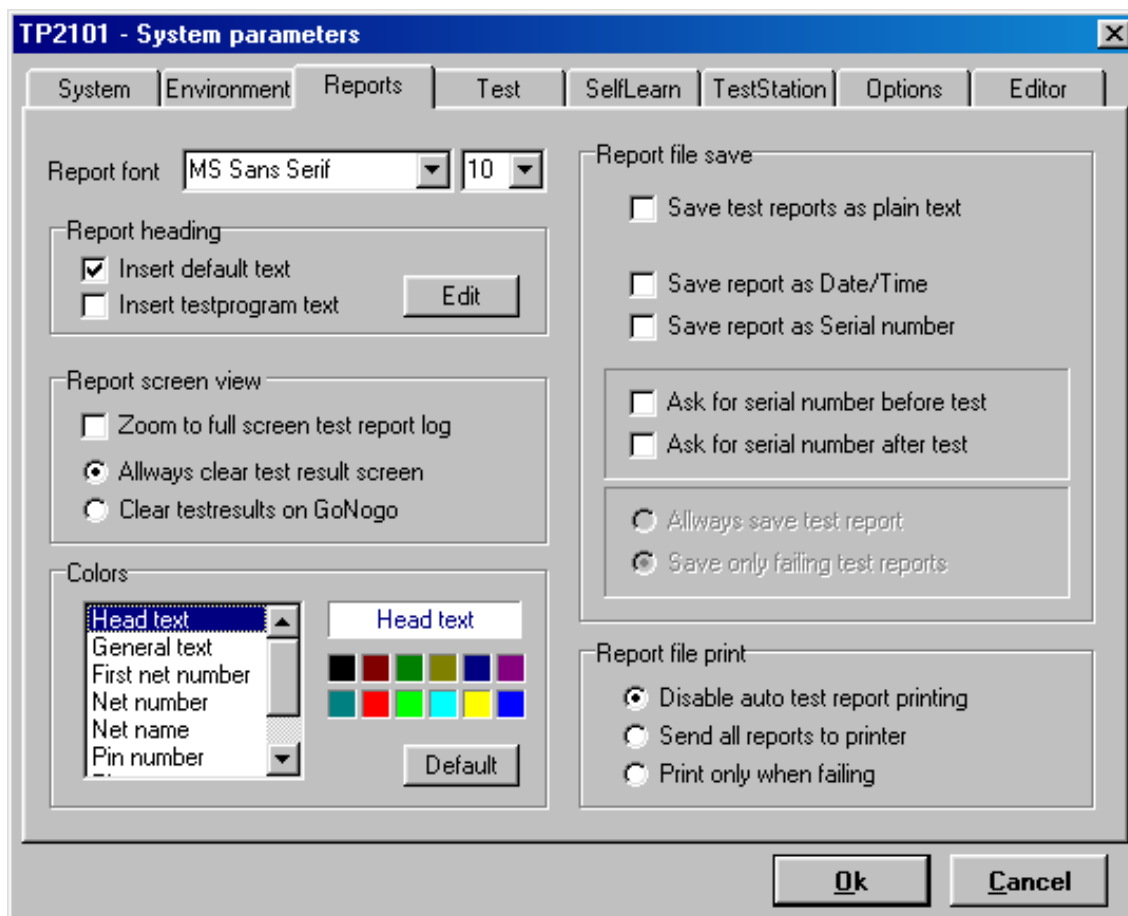 TP2101 - System parameters
System Environment Reports Test SelfLearn TestStation Options Editor
Report font MS Sans Serif 10
Report heading
Insert default text
Insert testprogram text
Edit
Report screen view
Zoom to full screen test report log
Allways clear test result screen
Clear testresults on GoNogo
Colors
Head text
General text
First net number
Net number
Net name
Pin number
Head text
Default
Report file save
Save test reports as plain text
Save report as Date/Time
Save report as Serial number
Ask for serial number before test
Ask for serial number after test
Allways save test report
Save only failing test reports
Report file print
Disable auto test report printing
Send all reports to printer
Print only when failing
Ok Cancel